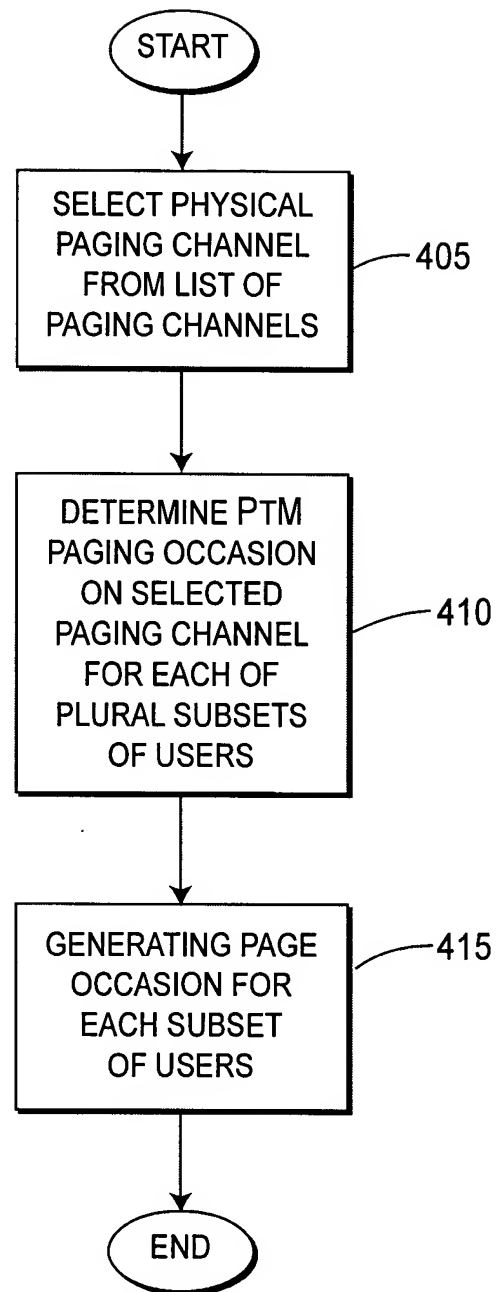 START
SELECT PHYSICAL
PAGING CHANNEL
FROM LIST OF
PAGING CHANNELS
405
DETERMINE PTM
PAGING OCCASION
ON SELECTED
PAGING CHANNEL
FOR EACH OF
PLURAL SUBSETS
OF USERS
410
GENERATING PAGE
OCCASION FOR
EACH SUBSET
OF USERS
415
END